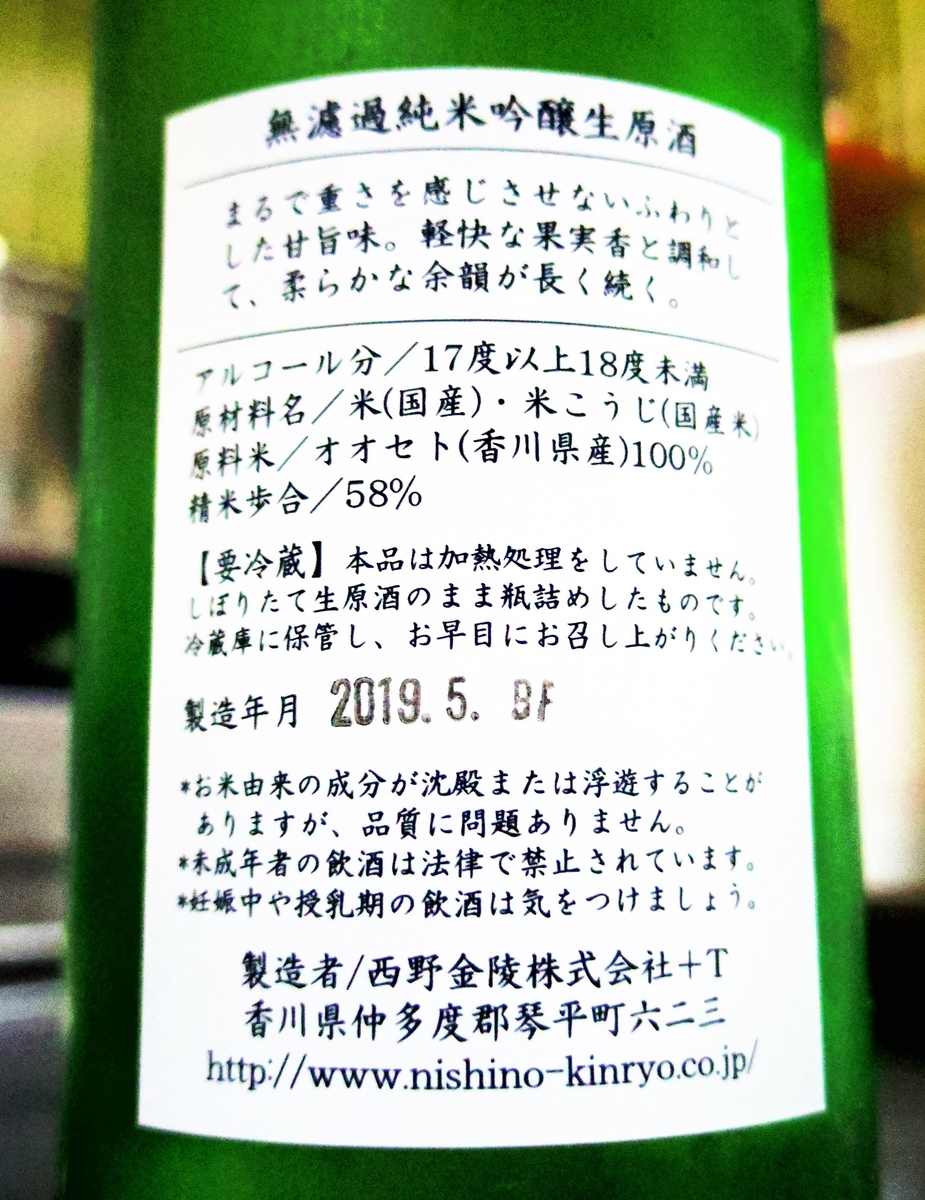 無濾過純米吟醸生原酒
まるで重さを感じさせないふわりと
した甘旨味。軽快な果実香と調和し
て、柔らかな余韻が長く続く。
アルコール分／17度以上18度未満
原材料名／米(国産)・米こうじ(国産米)
原料米／オオセト(香川県産)100%
精米歩合／58%
【要冷蔵】本品は加熱処理をしていません。
しぼりたて生原酒のまま瓶詰めしたものです。
冷蔵庫に保管し、お早目にお召し上がりください。
製造年月 2019.5.
*お米由来の成分が沈殿または浮遊することが
ありますが、品質に問題ありません。
*未成年者の飲酒は法律で禁止されています。
*妊娠中や授乳期の飲酒は気をつけましょう。
製造者/西野金陵株式会社+T
香川県仲多度郡琴平町六二三
http://www.nishino-kinryo.co.jp/